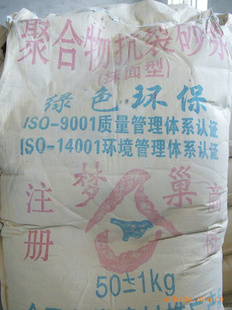 聚合物抗裂砂浆
(抹面型)
绿色·环保
ISO-9001质量管理体系认证
ISO-14001环境管理体系认证
梦巢
注册商标
50±1kg